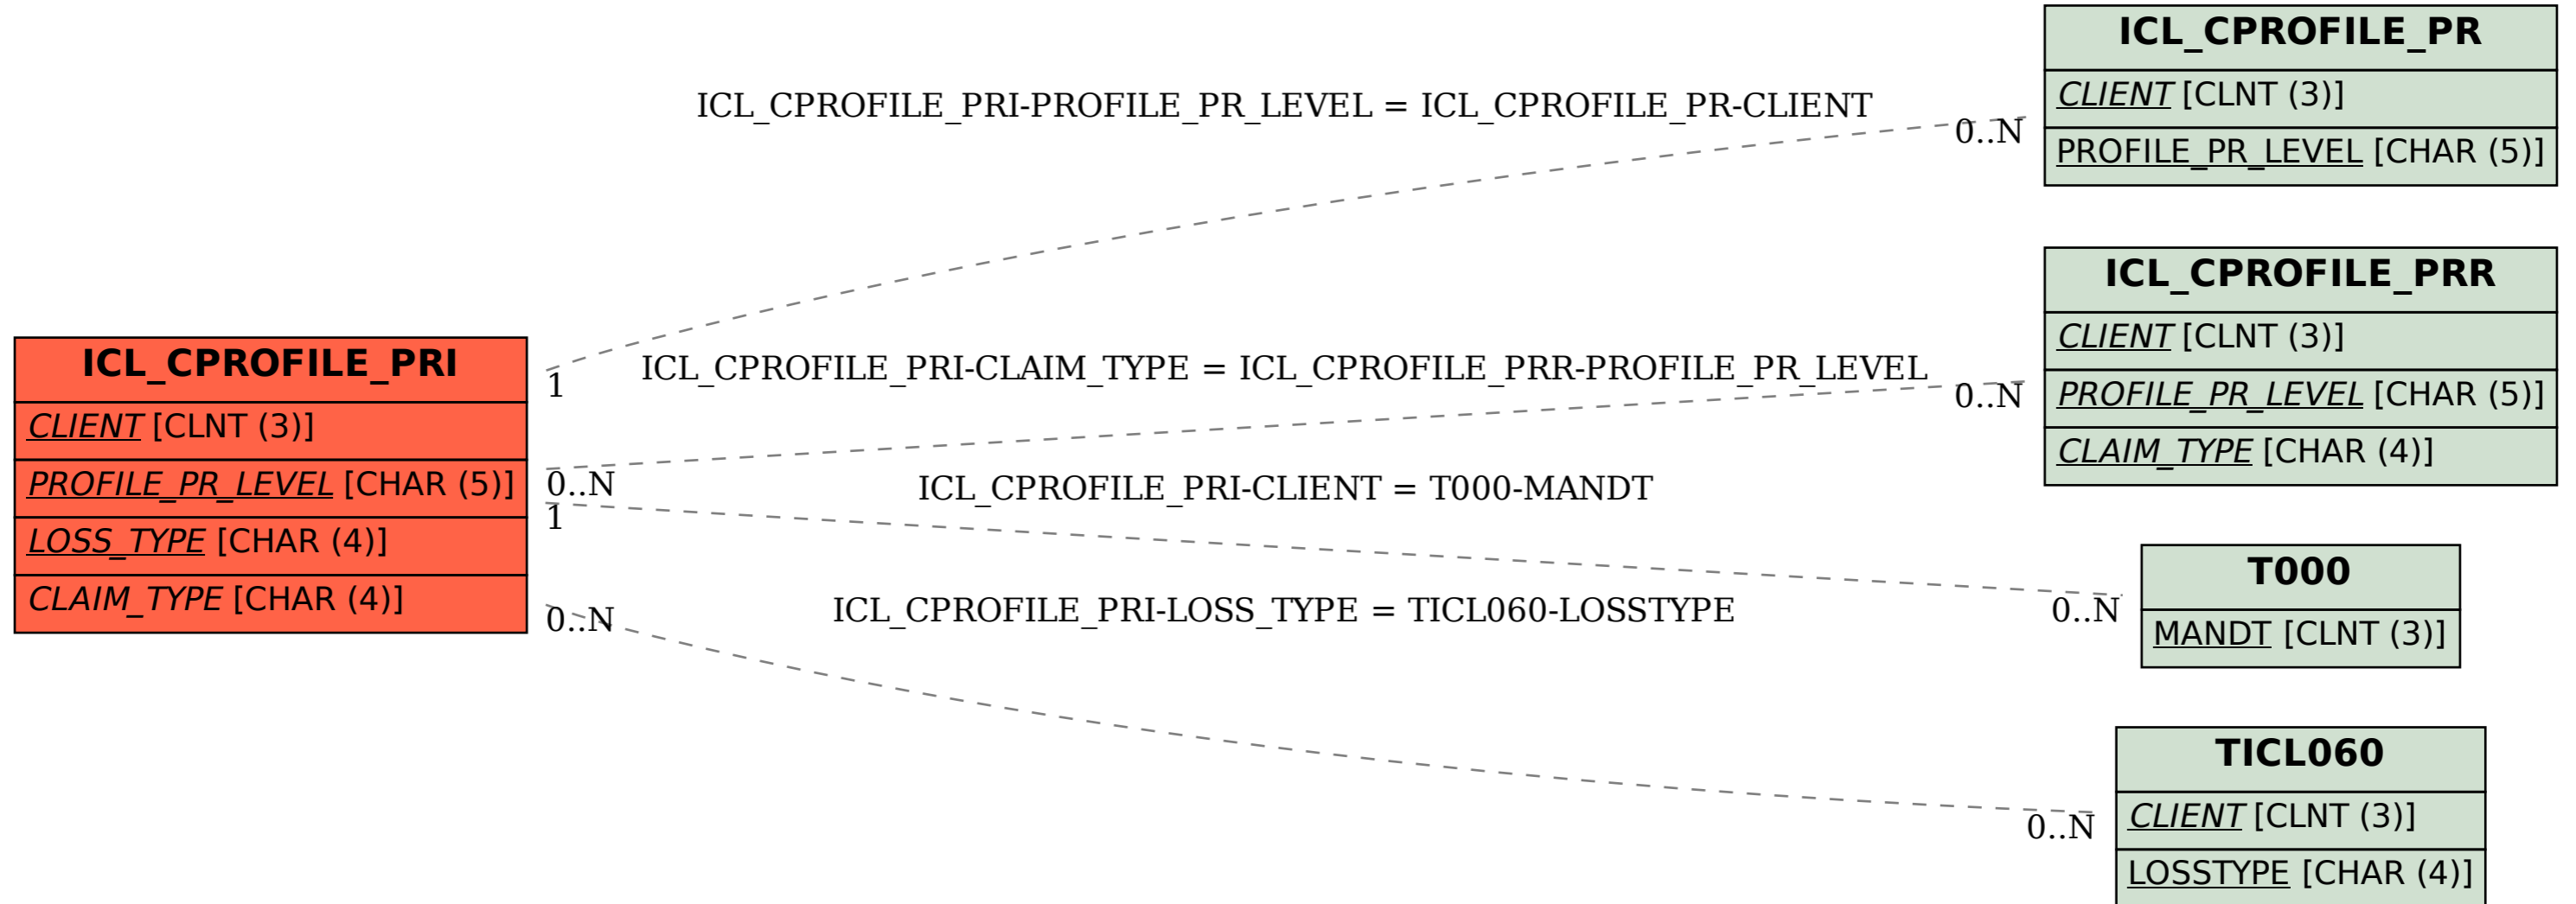 ICL_CPROFILE_PRI
CLIENT [CLNT (3)]
PROFILE_PR_LEVEL [CHAR (5)]
LOSS_TYPE [CHAR (4)]
CLAIM_TYPE [CHAR (4)]
ICL_CPROFILE_PRI-PROFILE_PR_LEVEL = ICL_CPROFILE_PR-CLIENT
1
0..N
ICL_CPROFILE_PRI-CLAIM_TYPE = ICL_CPROFILE_PRR-PROFILE_PR_LEVEL
0..N
0..N
ICL_CPROFILE_PRI-CLIENT = T000-MANDT
1
0..N
ICL_CPROFILE_PRI-LOSS_TYPE = TICL060-LOSSTYPE
0..N
0..N
ICL_CPROFILE_PR
CLIENT [CLNT (3)]
PROFILE_PR_LEVEL [CHAR (5)]
ICL_CPROFILE_PRR
CLIENT [CLNT (3)]
PROFILE_PR_LEVEL [CHAR (5)]
CLAIM_TYPE [CHAR (4)]
T000
MANDT [CLNT (3)]
TICL060
CLIENT [CLNT (3)]
LOSSTYPE [CHAR (4)]